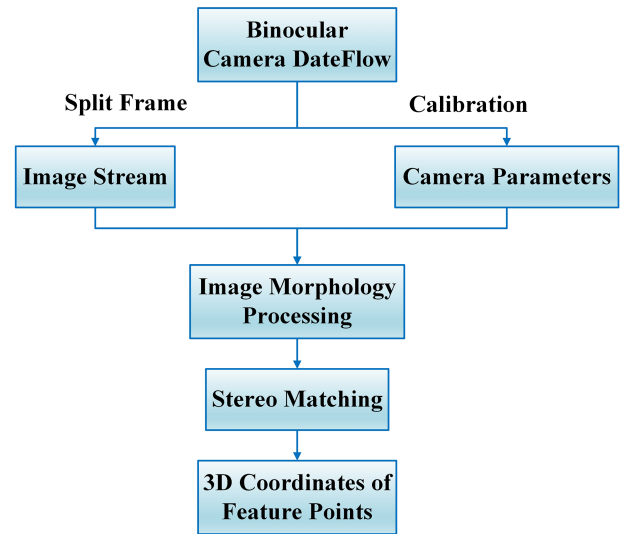 Binocular
Camera DateFlow
Split Frame
Calibration
Image Stream
Camera Parameters
Image Morphology
Processing
Stereo Matching
3D Coordinates of
Feature Points